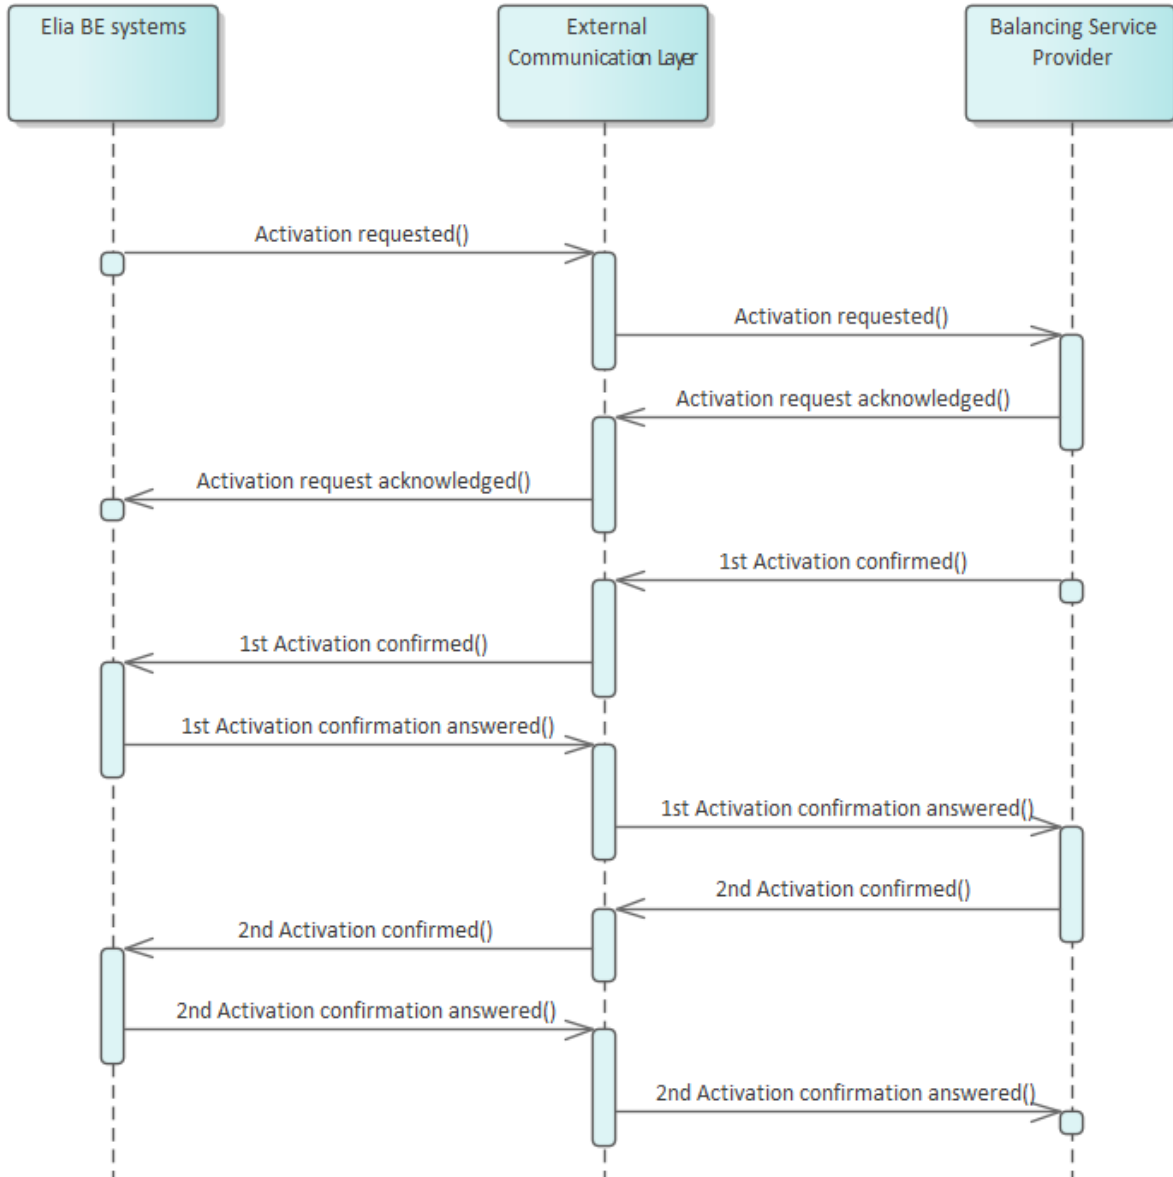 Elia BE systems
External
Communication Layer
Balancing Service
Provider
Activation requested()
Activation requested()
Activation request acknowledged()
Activation request acknowledged()
1st Activation confirmed()
1st Activation confirmed()
1st Activation confirmation answered()
1st Activation confirmation answered()
2nd Activation confirmed()
2nd Activation confirmed()
2nd Activation confirmation answered()
2nd Activation confirmation answered()